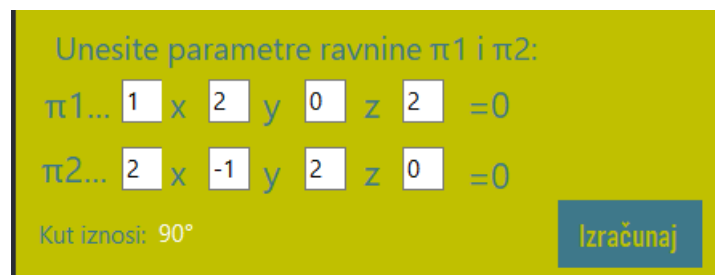 Unesite parametre ravnine π1 i π2:
π1... 1 x 2 y 0 z 2 =0
π2... 2 x -1 y 2 z 0 =0
Kut iznosi: 90°
Izračunaj